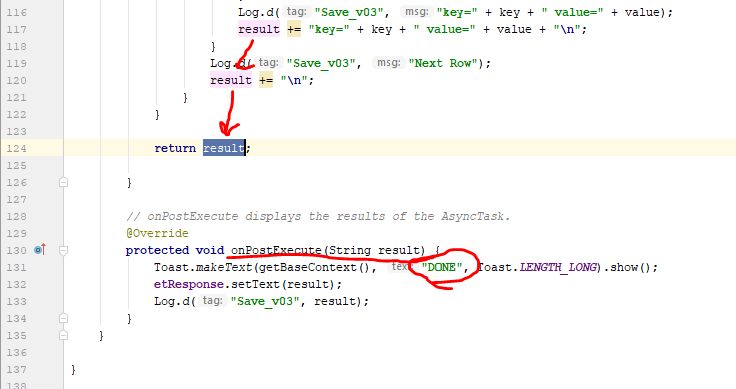 116 Log.d( tag: "Save_v03", msg: "key=" + key + " value=" + value);
117 result += "key=" + key + " value=" + value + "\n";
118 }
119 Log.d( tag: "Save_v03", msg: "Next Row");
120 result += "\n";
121 }
122 }
123
124 return result;
125
126 }
127
128 // onPostExecute displays the results of the AsyncTask.
129 @Override
130 protected void onPostExecute(String result) {
131 Toast.makeText(getBaseContext(), text: "DONE", Toast.LENGTH_LONG).show();
132 etResponse.setText(result);
133 Log.d( tag: "Save_v03", result);
134 }
135 }
136
137 }
138